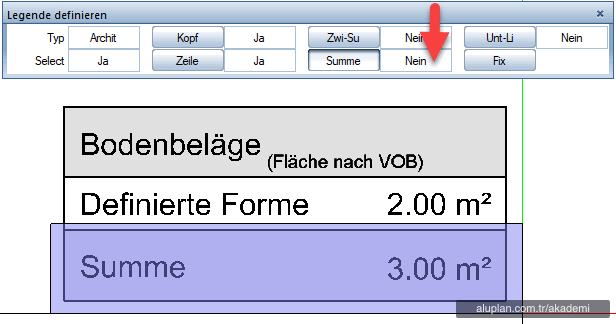 Legende definieren
Typ Archit Kopf Ja Zwi-Su Nein Unt-Li Nein
Select Ja Zeile Ja Summe Nein Fix
Bodenbeläge (Fläche nach VOB)
Definierte Forme 2.00 m²
Summe 3.00 m²
aluplan.com.tr/akademi